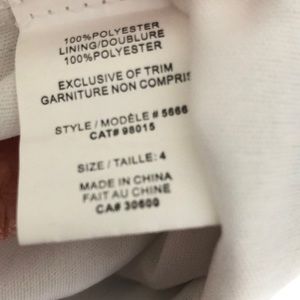 100%POLYESTER
LINING/DOUBLURE
100%POLYESTER
EXCLUSIVE OF TRIM
GARNITURE NON COMPRIS
STYLE / MODÈLE # 5666
CAT# 98015
SIZE / TAILLE: 4
MADE IN CHINA
FAIT AU CHINE
CA# 30600